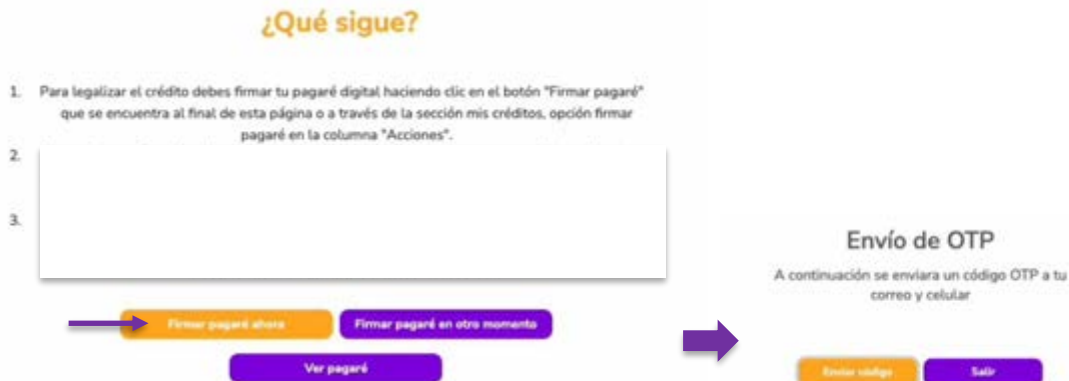 ¿Qué sigue?
1. Para legalizar el crédito debes firmar tu pagaré digital haciendo clic en el botón "Firmar pagaré"
que se encuentra al final de esta página o a través de la sección mis créditos, opción firmar
pagaré en la columna "Acciones".
2.
3.
Firmar pagaré ahora
Firmar pagaré en otro momento
Ver pagaré
Envío de OTP
A continuación se enviara un código OTP a tu
correo y celular
Enviar código
Salir